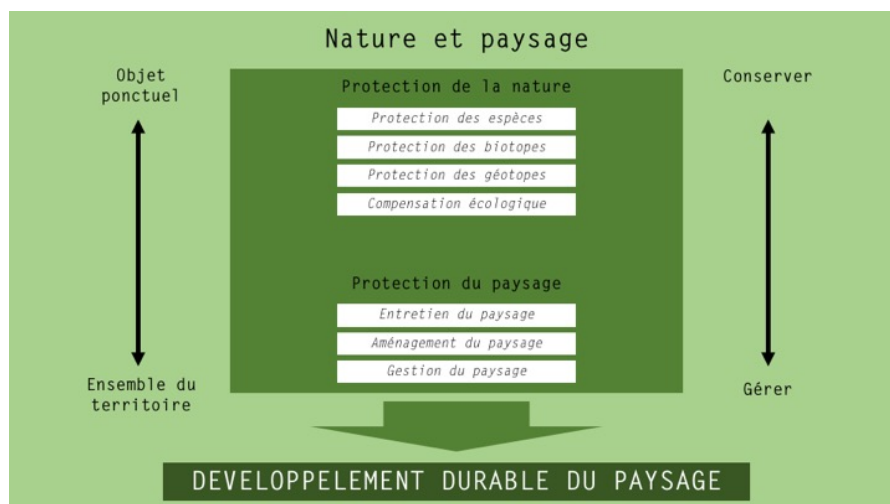 Nature et paysage
Objet
ponctuel
Conserver
Protection de la nature
Protection des espèces
Protection des biotopes
Protection des géotopes
Compensation écologique
Protection du paysage
Entretien du paysage
Aménagement du paysage
Gestion du paysage
Ensemble du
territoire
Gérer
DEVELOPPELEMENT DURABLE DU PAYSAGE